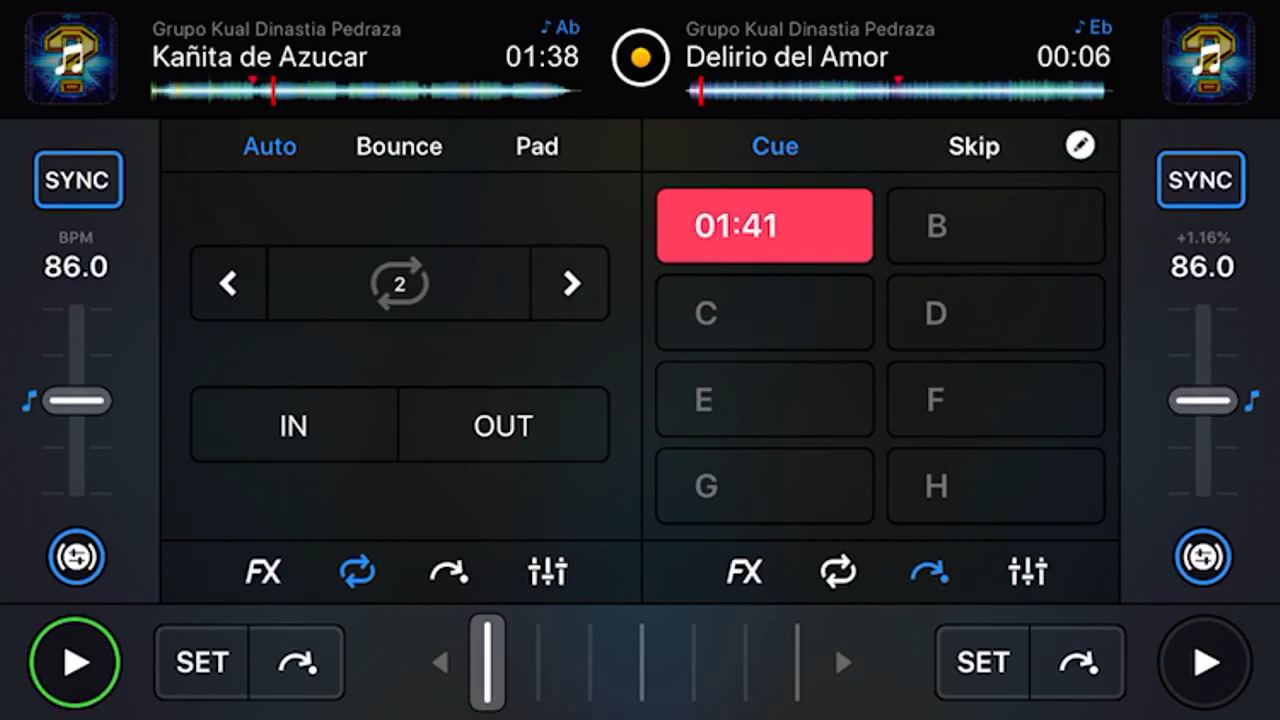 Grupo Kual Dinastia Pedraza ♪ Ab
Kañita de Azucar 01:38
Grupo Kual Dinastia Pedraza ♪ Eb
Delirio del Amor 00:06
SYNC
BPM
86.0
Auto Bounce Pad
2
IN OUT
FX
Cue Skip
01:41 B
C D
E F
G H
FX
SYNC
+1.16%
86.0
SET
SET